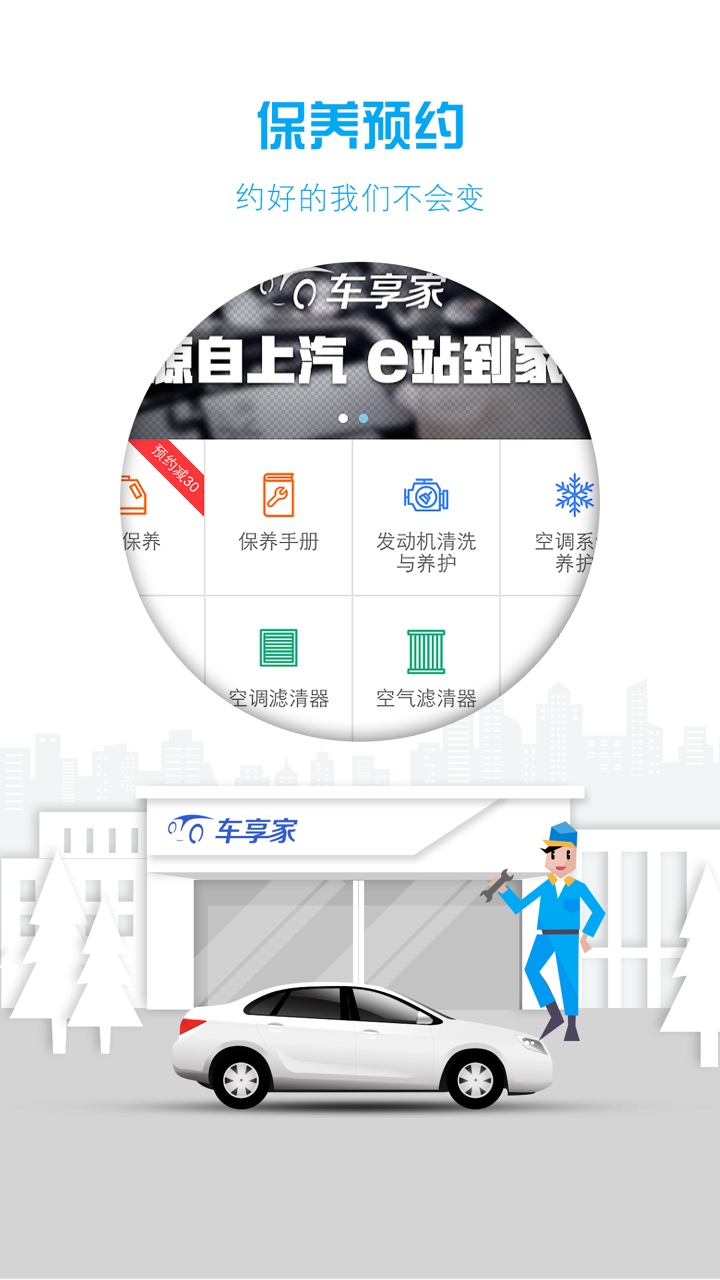 保养预约
约好的我们不会变
车享家
源自上汽 e站到家
预约减30
保养
保养手册
发动机清洗
与养护
空调系统
养护
空调滤清器
空气滤清器
车享家